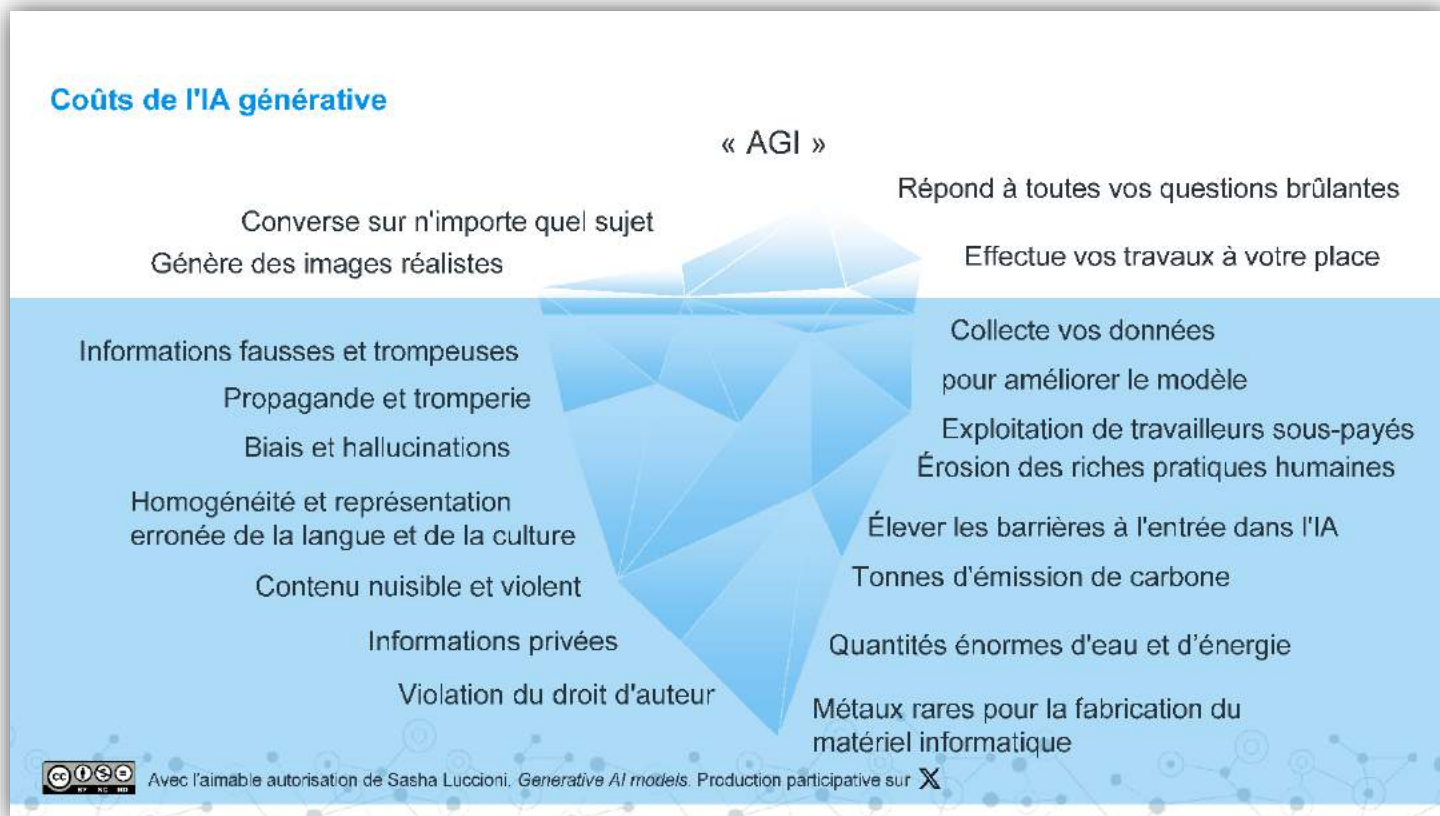 Coûts de l'IA générative
« AGI »
Répond à toutes vos questions brûlantes
Converse sur n'importe quel sujet
Génère des images réalistes
Effectue vos travaux à votre place
Informations fausses et trompeuses
Propagande et tromperie
Biais et hallucinations
Homogénéité et représentation
erronée de la langue et de la culture
Contenu nuisible et violent
Informations privées
Violation du droit d'auteur
Collecte vos données
pour améliorer le modèle
Exploitation de travailleurs sous-payés
Érosion des riches pratiques humaines
Élever les barrières à l'entrée dans l'IA
Tonnes d'émission de carbone
Quantités énormes d'eau et d’énergie
Métaux rares pour la fabrication du
matériel informatique
cc BY NC ND Avec l'aimable autorisation de Sasha Luccioni. Generative AI models. Production participative sur X